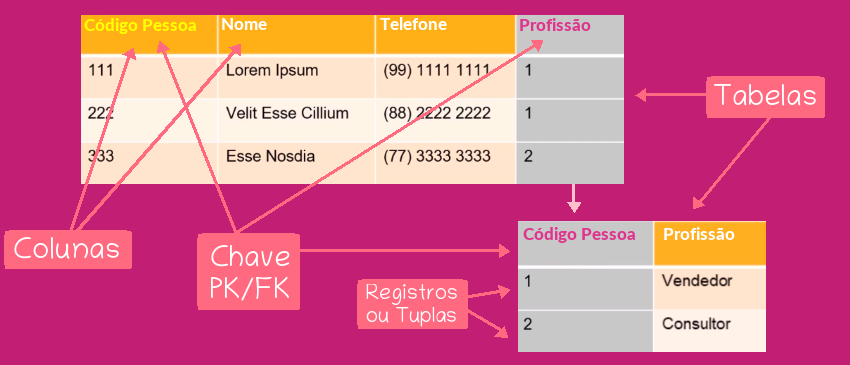 Código Pessoa Nome Telefone Profissão
111 Lorem Ipsum (99) 1111 1111 1
222 Velit Esse Cillium (88) 2222 2222 1
333 Esse Nosdia (77) 3333 3333 2
Tabelas
Colunas
Chave
PK/FK
Registros
ou Tuplas
Código Pessoa Profissão
1 Vendedor
2 Consultor